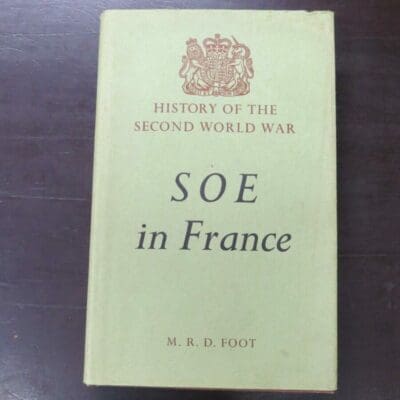 HISTORY OF THE
SECOND WORLD WAR
SOE
in France
M. R. D. FOOT